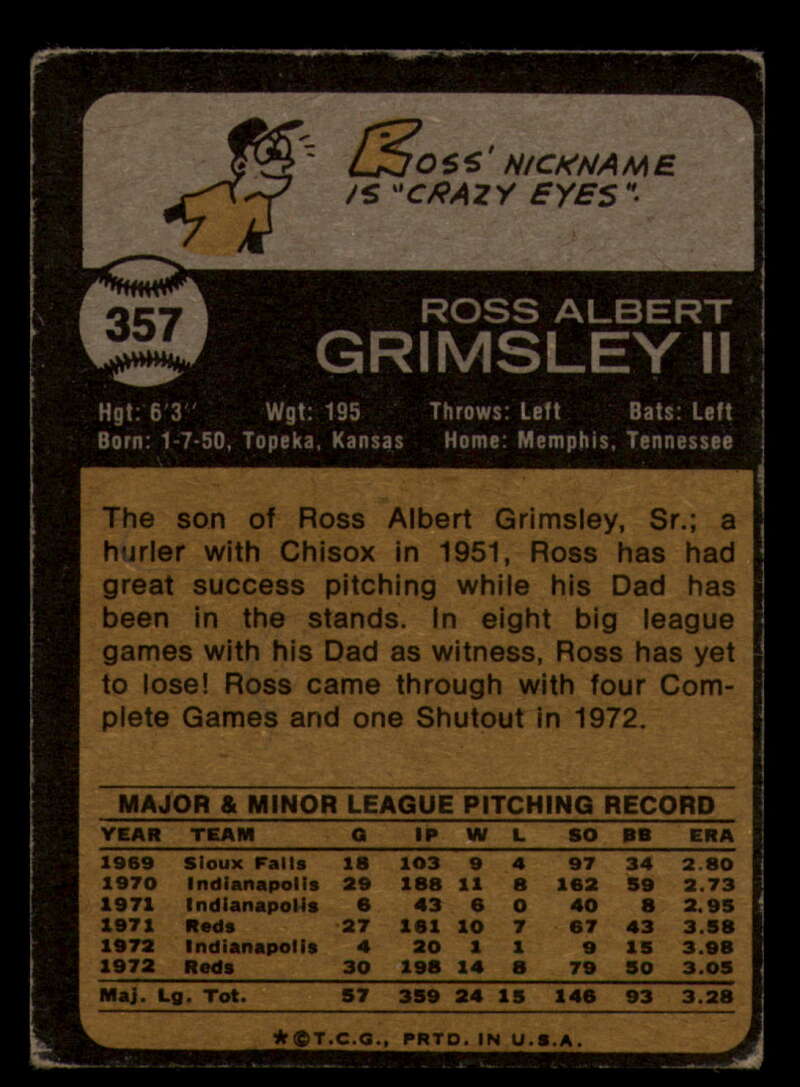 ROSS' NICKNAME
IS "CRAZY EYES".
357
ROSS ALBERT
GRIMSLEY II
Hgt: 6'3" Wgt: 195 Throws: Left Bats: Left
Born: 1-7-50, Topeka, Kansas Home: Memphis, Tennessee
The son of Ross Albert Grimsley, Sr.; a
hurler with Chisox in 1951, Ross has had
great success pitching while his Dad has
been in the stands. In eight big league
games with his Dad as witness, Ross has yet
to lose! Ross came through with four Com-
plete Games and one Shutout in 1972.
MAJOR & MINOR LEAGUE PITCHING RECORD
YEAR TEAM G IP W L SO BB ERA
1969 Sioux Falls 18 103 9 4 97 34 2.80
1970 Indianapolis 29 188 11 8 162 59 2.73
1971 Indianapolis 6 43 6 0 40 8 2.95
1971 Reds 27 161 10 7 67 43 3.58
1972 Indianapolis 4 20 1 1 9 15 3.98
1972 Reds 30 198 14 8 79 50 3.05
Maj. Lg. Tot. 57 359 24 15 146 93 3.28
★©T.C.G., PRTD. IN U.S.A.